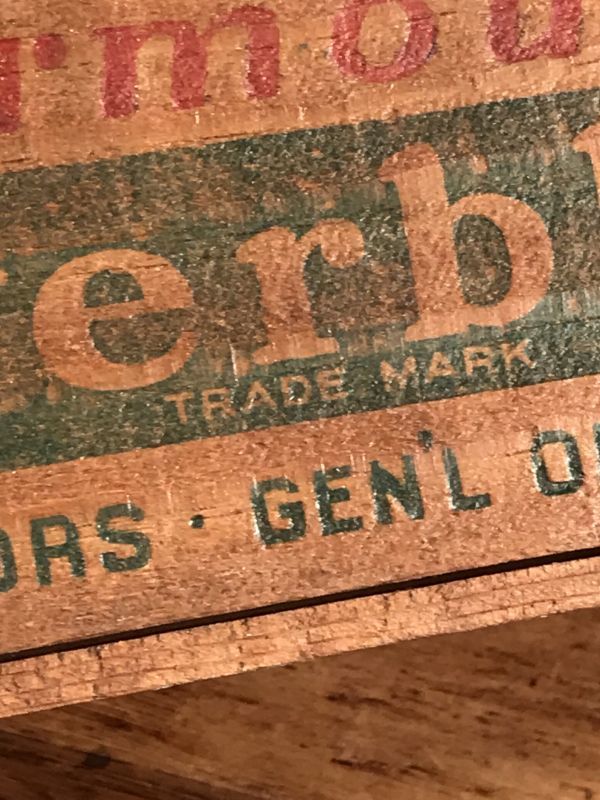 rmou
erb
TRADE MARK
ORS · GEN'L O